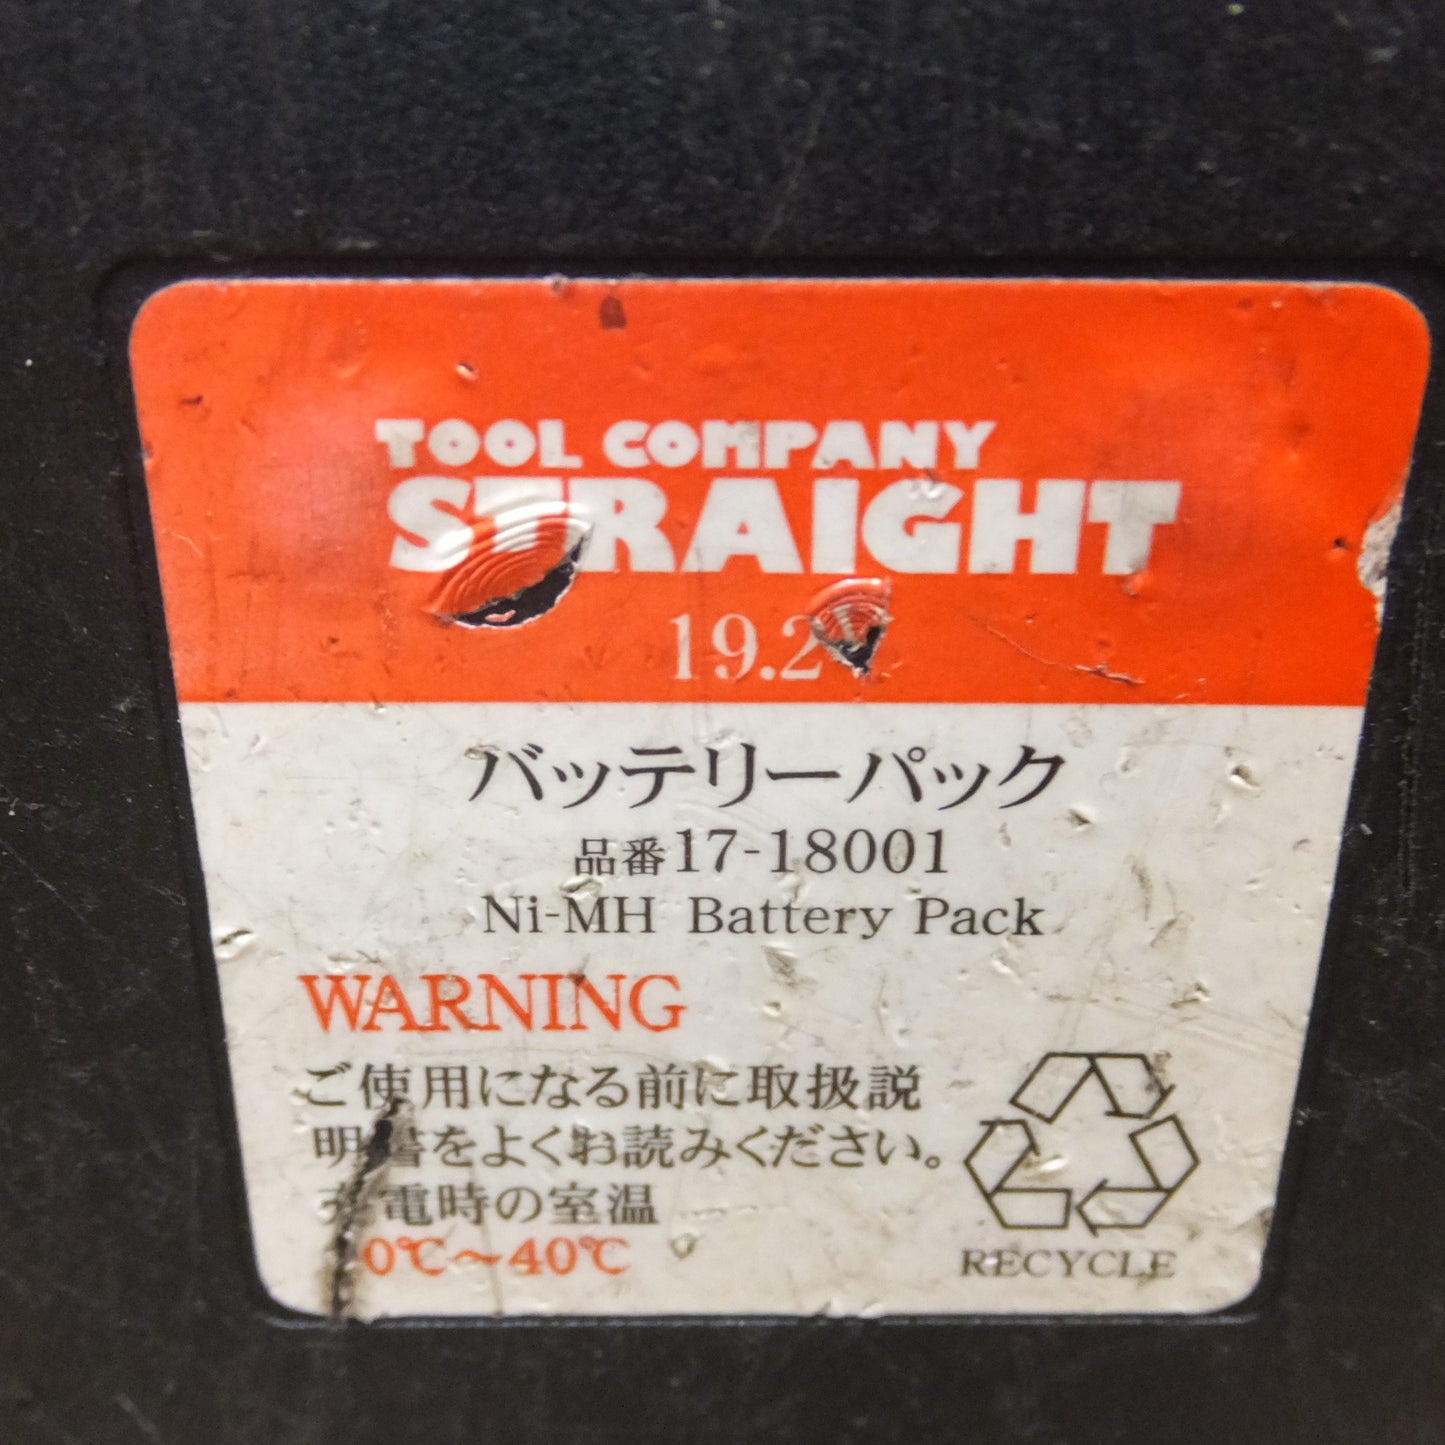 TOOL COMPANY
STRAIGHT
19.2V
バッテリーパック
品番17-18001
Ni-MH Battery Pack
WARNING
ご使用になる前に取扱説
明書をよくお読みください。
充電時の室温
0℃～40℃
RECYCLE